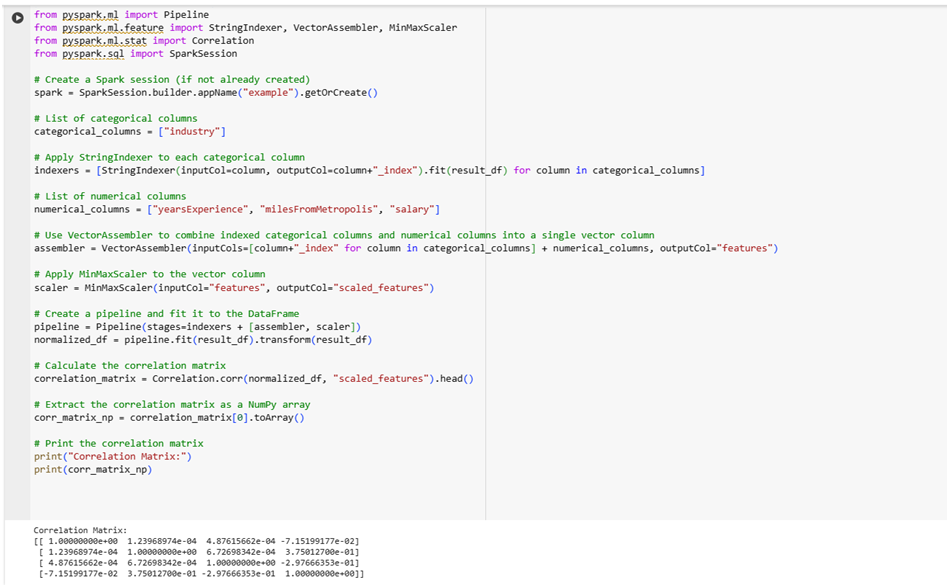 from pyspark.ml import Pipeline
from pyspark.ml.feature import StringIndexer, VectorAssembler, MinMaxScaler
from pyspark.ml.stat import Correlation
from pyspark.sql import SparkSession
# Create a Spark session (if not already created)
spark = SparkSession.builder.appName("example").getOrCreate()
# List of categorical columns
categorical_columns = ["industry"]
# Apply StringIndexer to each categorical column
indexers = [StringIndexer(inputCol=column, outputCol=column+"_index").fit(result_df) for column in categorical_columns]
# List of numerical columns
numerical_columns = ["yearsExperience", "milesFromMetropolis", "salary"]
# Use VectorAssembler to combine indexed categorical columns and numerical columns into a single vector column
assembler = VectorAssembler(inputCols=[column+"_index" for column in categorical_columns] + numerical_columns, outputCol="features")
# Apply MinMaxScaler to the vector column
scaler = MinMaxScaler(inputCol="features", outputCol="scaled_features")
# Create a pipeline and fit it to the DataFrame
pipeline = Pipeline(stages=indexers + [assembler, scaler])
normalized_df = pipeline.fit(result_df).transform(result_df)
# Calculate the correlation matrix
correlation_matrix = Correlation.corr(normalized_df, "scaled_features").head()
# Extract the correlation matrix as a NumPy array
corr_matrix_np = correlation_matrix[0].toArray()
# Print the correlation matrix
print("Correlation Matrix:")
print(corr_matrix_np)
Correlation Matrix:
[[ 1.00000000e+00  1.23968974e-04  4.87615662e-04 -7.15199177e-02]
 [ 1.23968974e-04  1.00000000e+00  6.72698342e-04  3.75012700e-01]
 [ 4.87615662e-04  6.72698342e-04  1.00000000e+00 -2.97666353e-01]
 [-7.15199177e-02  3.75012700e-01 -2.97666353e-01  1.00000000e+00]]